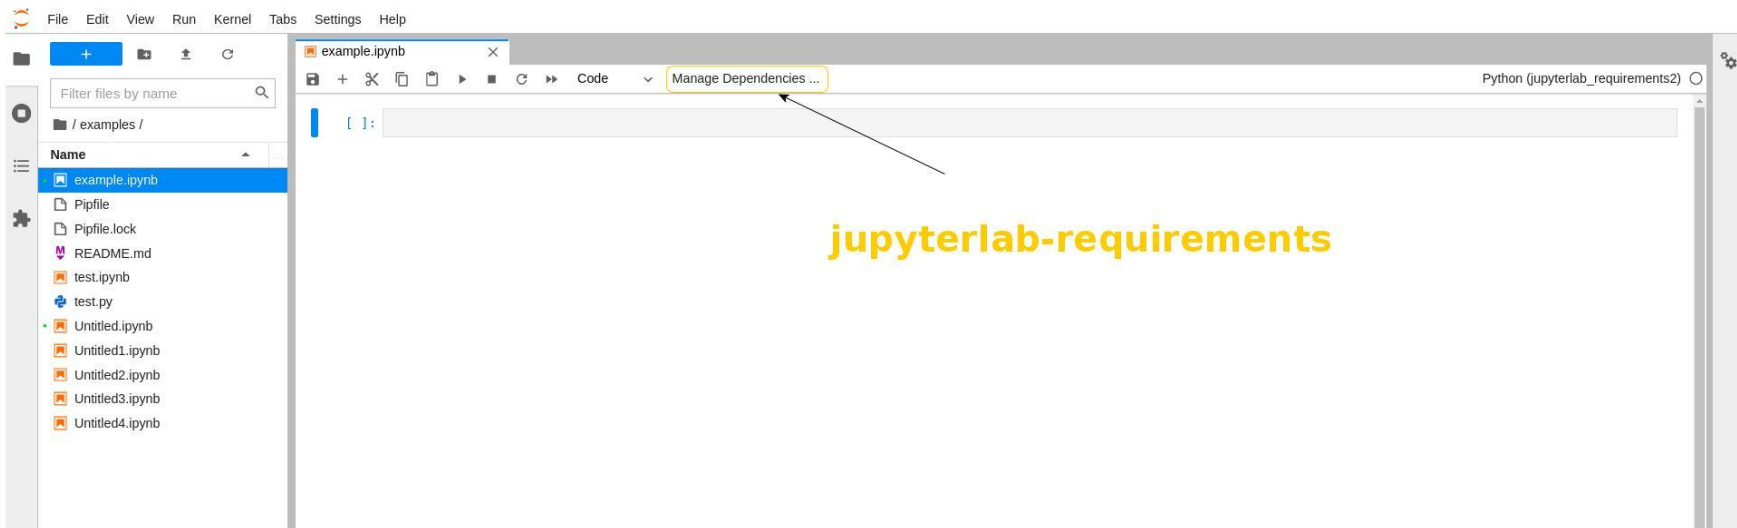 File Edit View Run Kernel Tabs Settings Help
+
Filter files by name
/ examples /
Name
example.ipynb
Pipfile
Pipfile.lock
README.md
test.ipynb
test.py
Untitled.ipynb
Untitled1.ipynb
Untitled2.ipynb
Untitled3.ipynb
Untitled4.ipynb
example.ipynb
Code Manage Dependencies ... Python (jupyterlab_requirements2)
[ ]:
jupyterlab-requirements